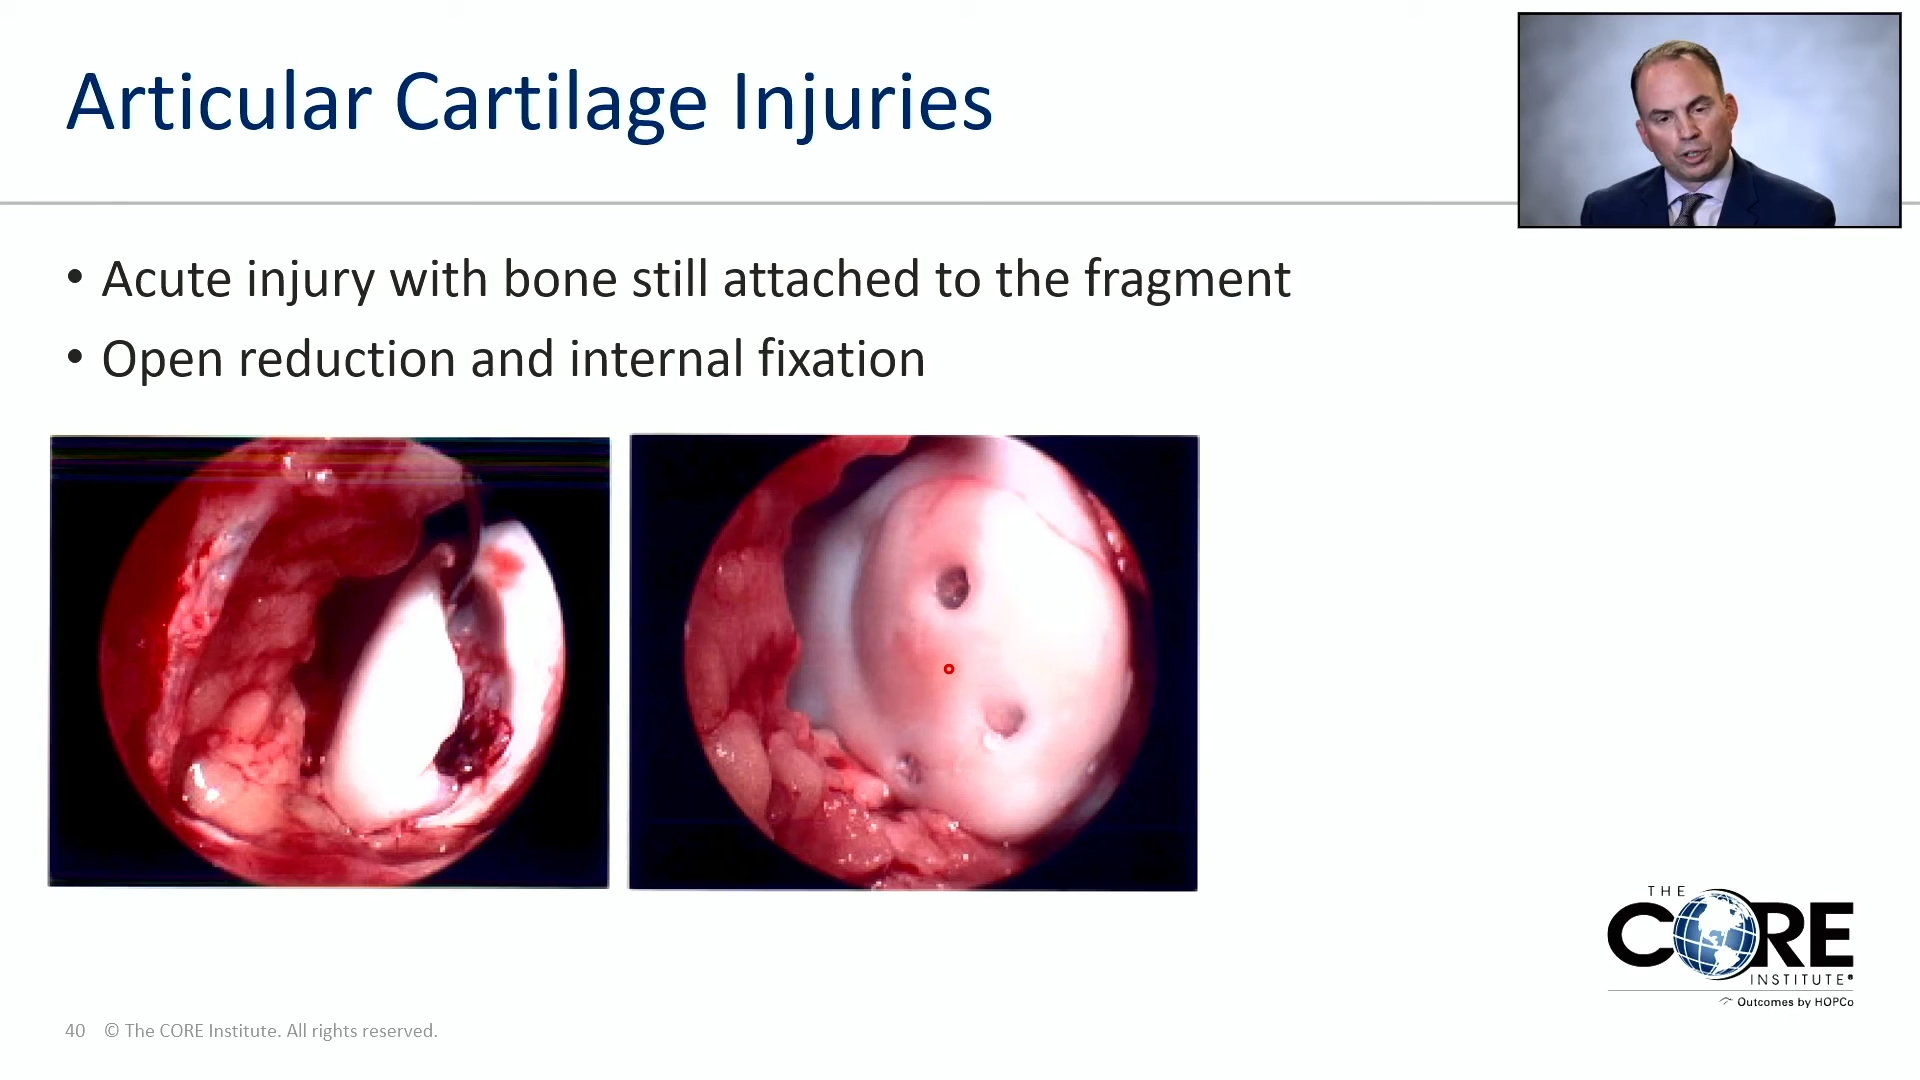 Articular Cartilage Injuries
• Acute injury with bone still attached to the fragment
• Open reduction and internal fixation
THE
CORE
INSTITUTE®
Outcomes by HOPCo
40 © The CORE Institute. All rights reserved.